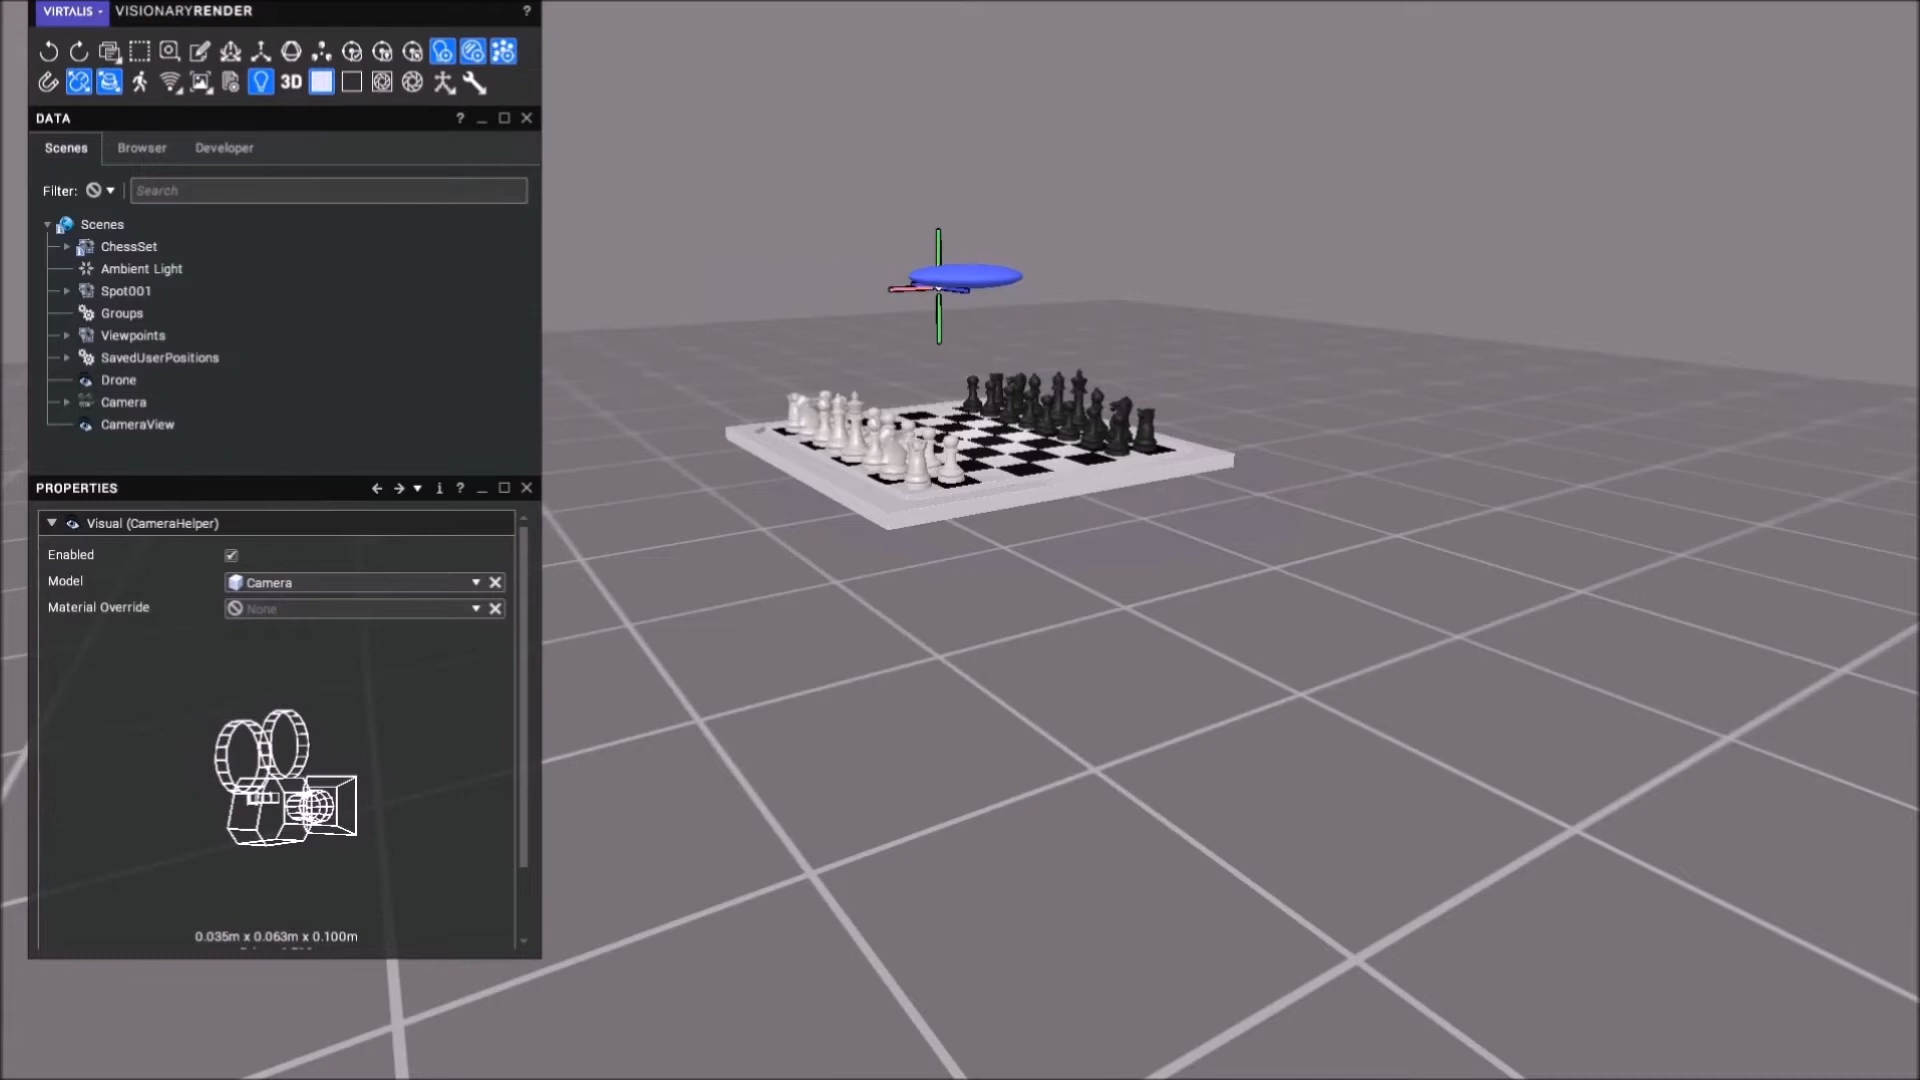 VIRTALIS VISIONARYRENDER ?
3D
DATA ?
Scenes Browser Developer
Filter: Search
Scenes
ChessSet
Ambient Light
Spot001
Groups
Viewpoints
SavedUserPositions
Drone
Camera
CameraView
PROPERTIES i ?
Visual (CameraHelper)
Enabled
Model Camera
Material Override None
0.035m x 0.063m x 0.100m